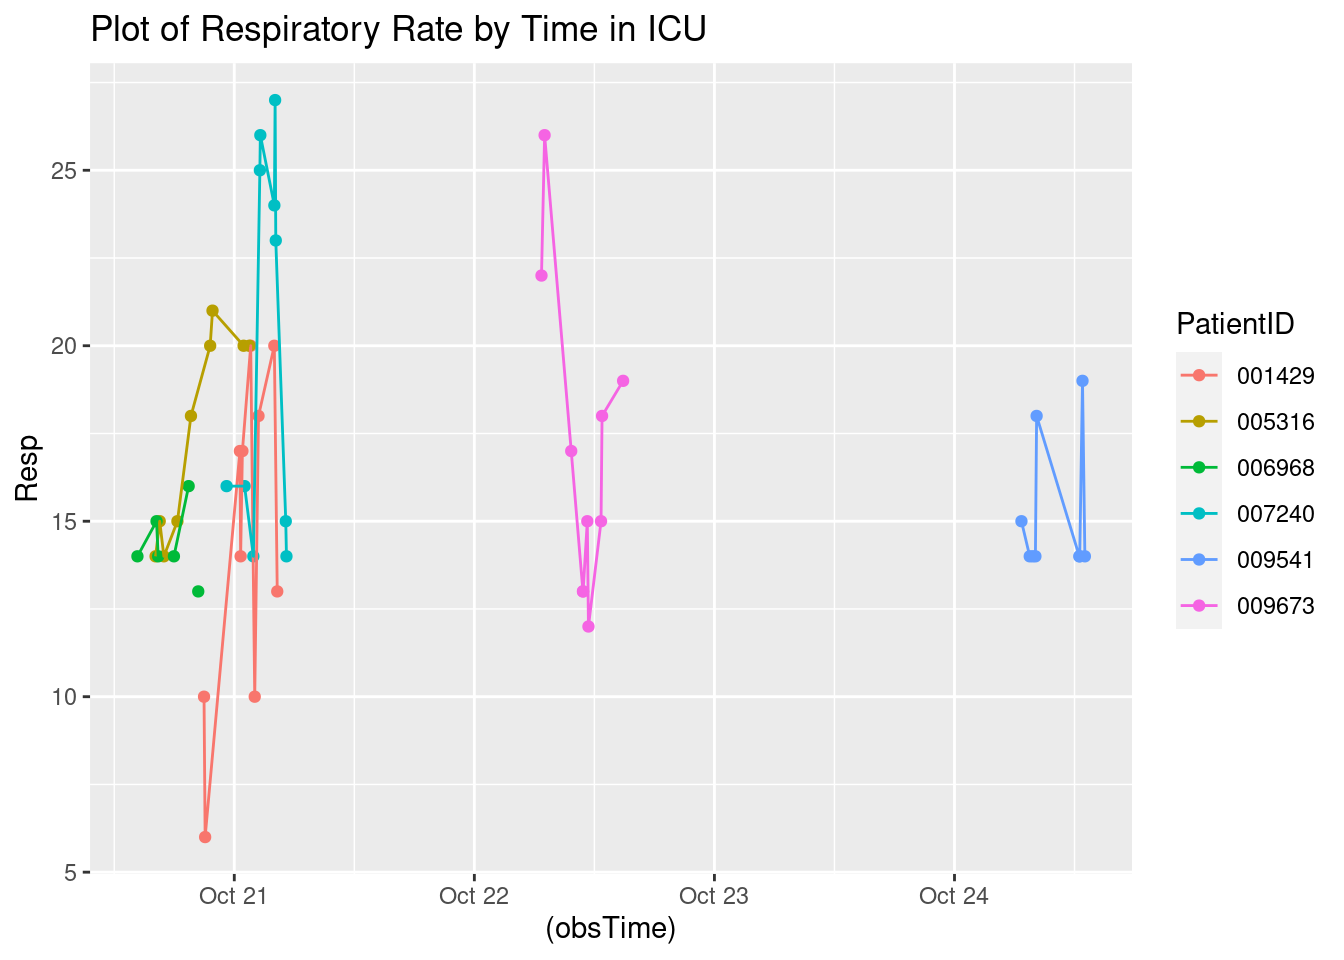 Plot of Respiratory Rate by Time in ICU
Resp
25
20
15
10
5
Oct 21
Oct 22
Oct 23
Oct 24
(obsTime)
PatientID
001429
005316
006968
007240
009541
009673